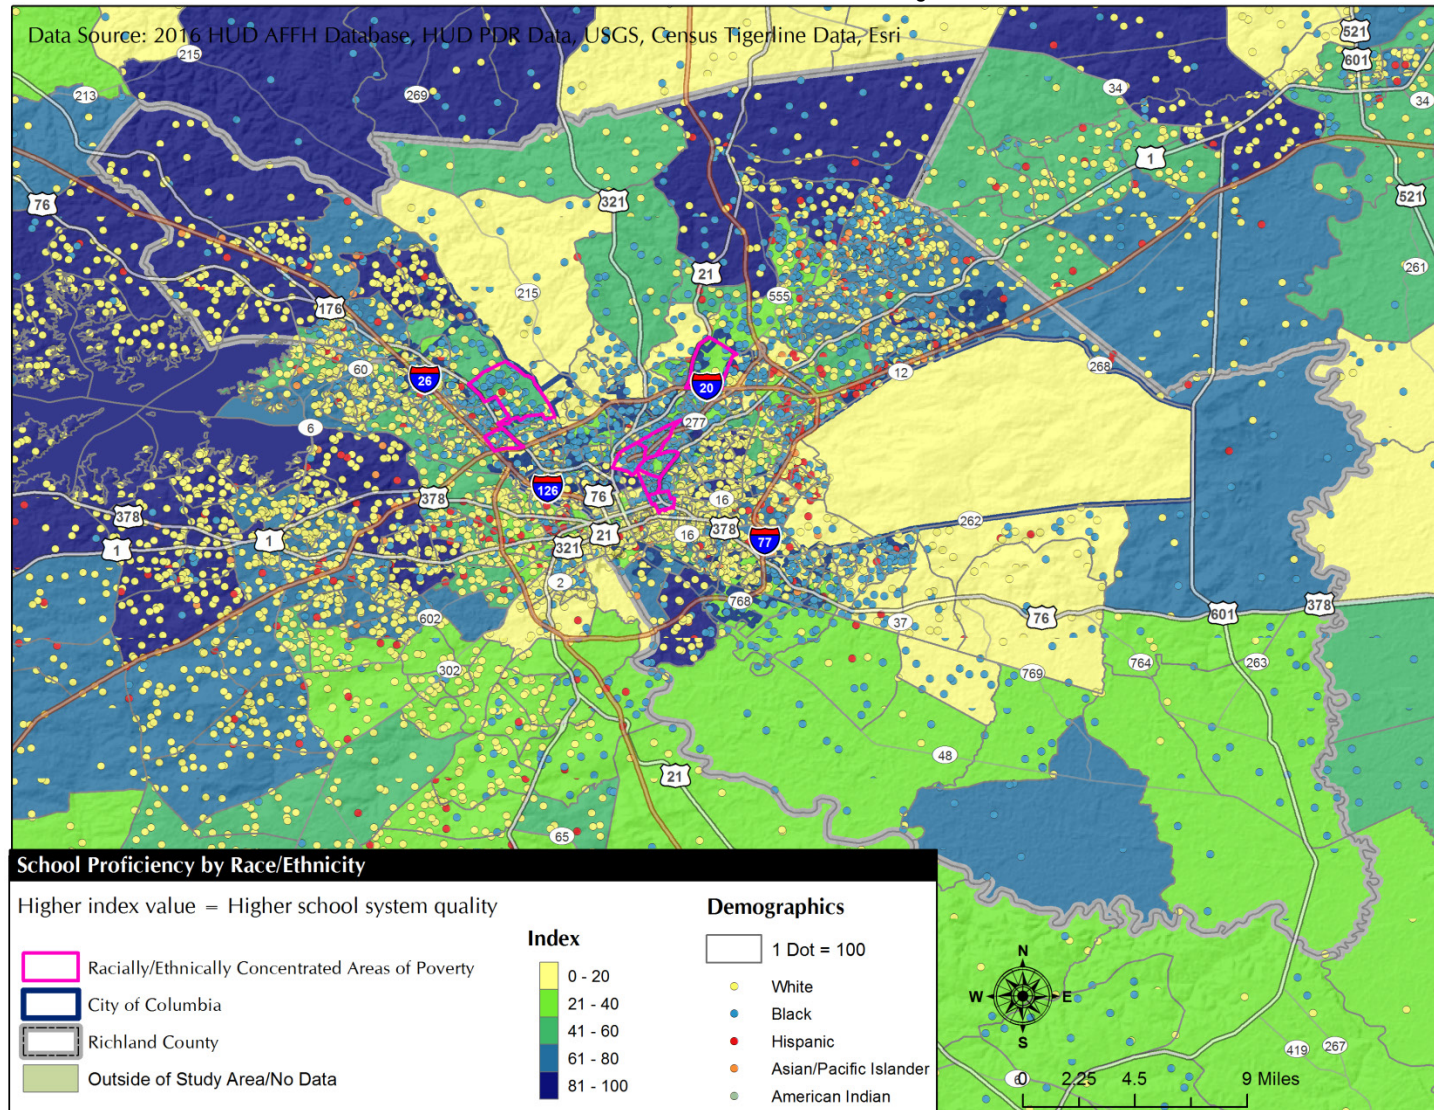 Data Source: 2016 HUD AFFH Database, HUD PDR Data, USGS, Census Tigerline Data, Esri
521
601
215
213
269
34
34
1
76
321
521
21
261
215
555
176
60
26
20
12
268
6
277
126
76
16
378
378
378
262
1
1
321
21
16
77
2
768
602
37
76
601
378
302
769
764
263
48
21
65
School Proficiency by Race/Ethnicity
Higher index value = Higher school system quality
Racially/Ethnically Concentrated Areas of Poverty
City of Columbia
Richland County
Outside of Study Area/No Data
Index
0 - 20
21 - 40
41 - 60
61 - 80
81 - 100
Demographics
1 Dot = 100
White
Black
Hispanic
Asian/Pacific Islander
American Indian
N
W
E
S
419
267
6
0 2.25 4.5 9 Miles